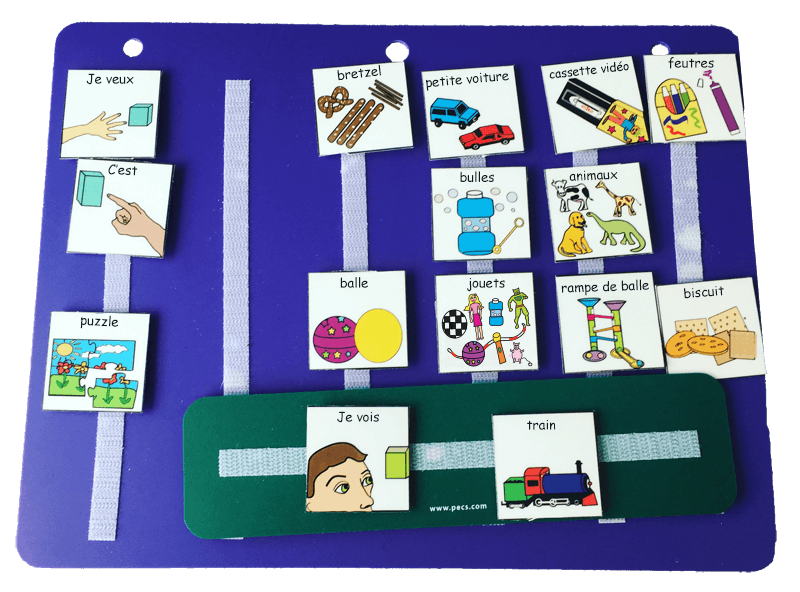 Je veux
bretzel
petite voiture
cassette vidéo
feutres
C'est
bulles
animaux
puzzle
balle
jouets
rampe de balle
biscuit
Je vois
train
www.pecs.com